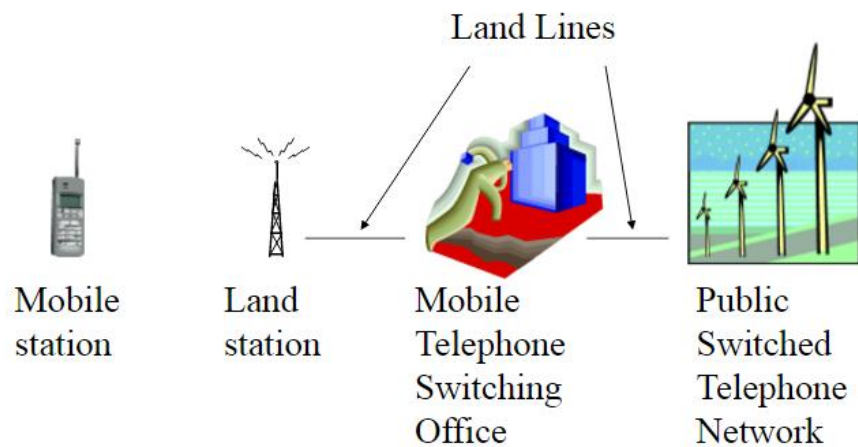 Land Lines
Mobile
station
Land
station
Mobile
Telephone
Switching
Office
Public
Switched
Telephone
Network